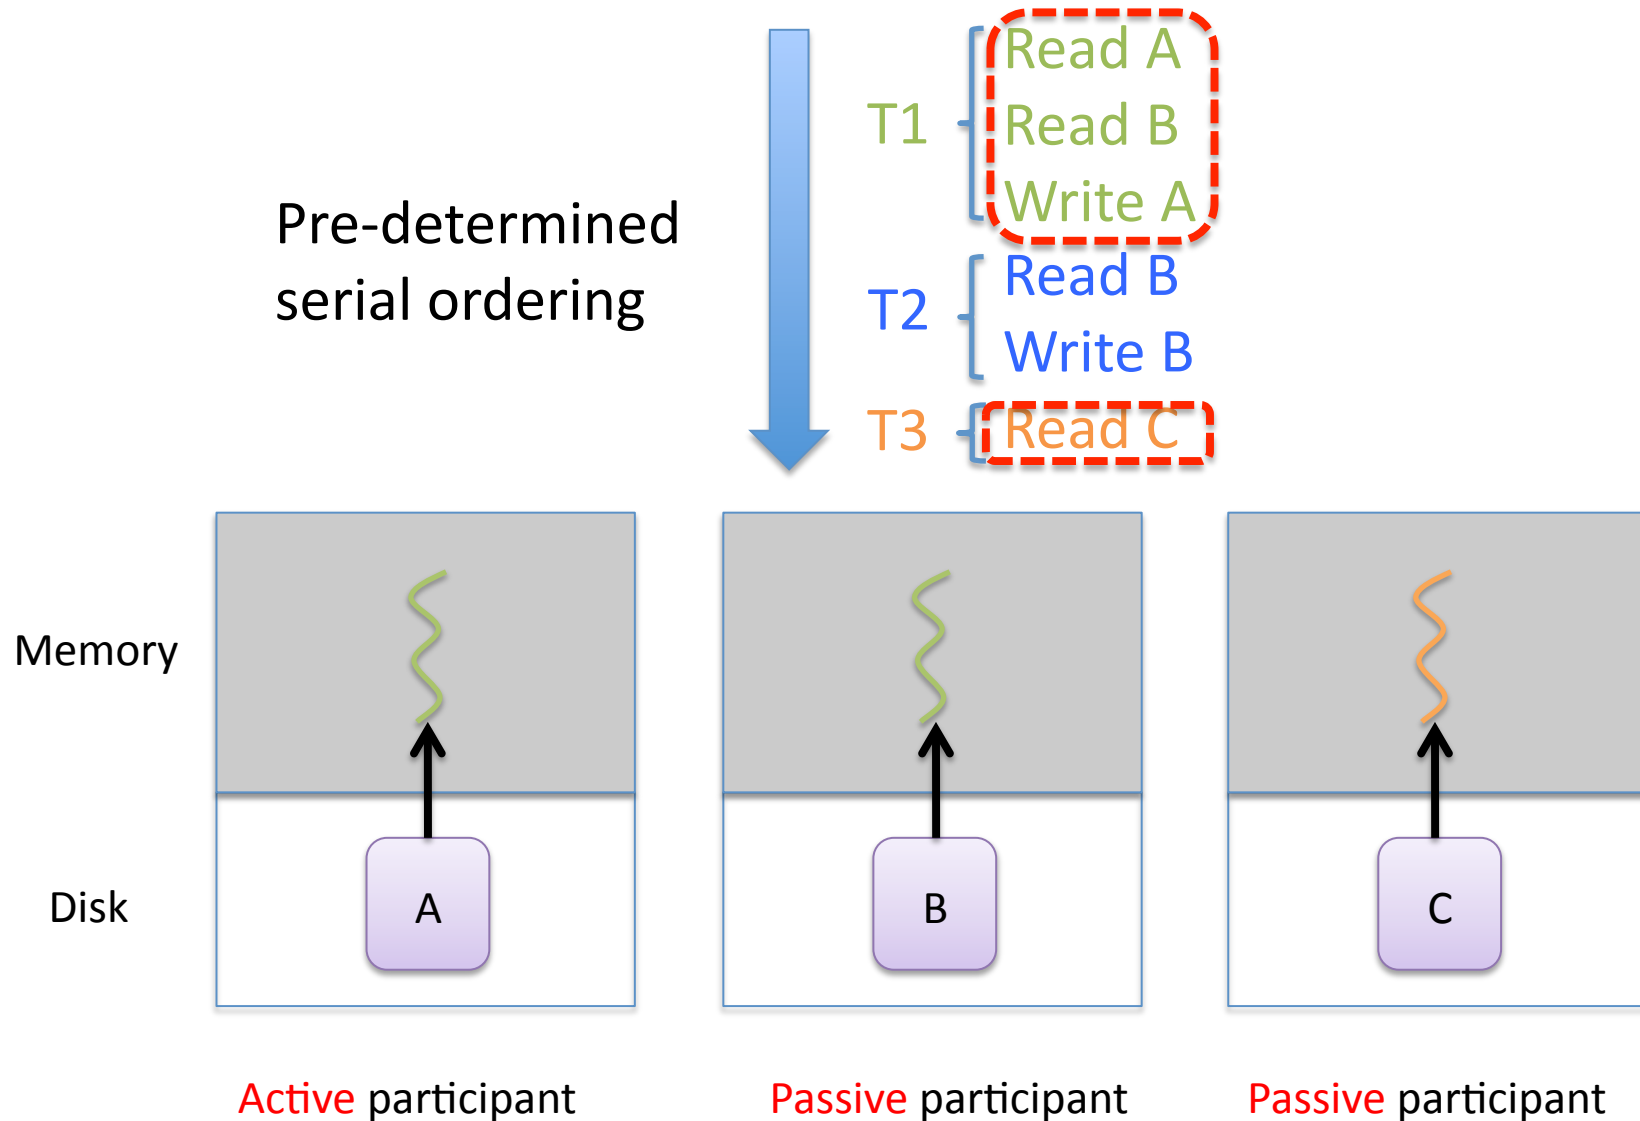 Pre-determined
serial ordering
T1
Read A
Read B
Write A
T2
Read B
Write B
T3
Read C
Memory
Disk
A
B
C
Active participant
Passive participant
Passive participant